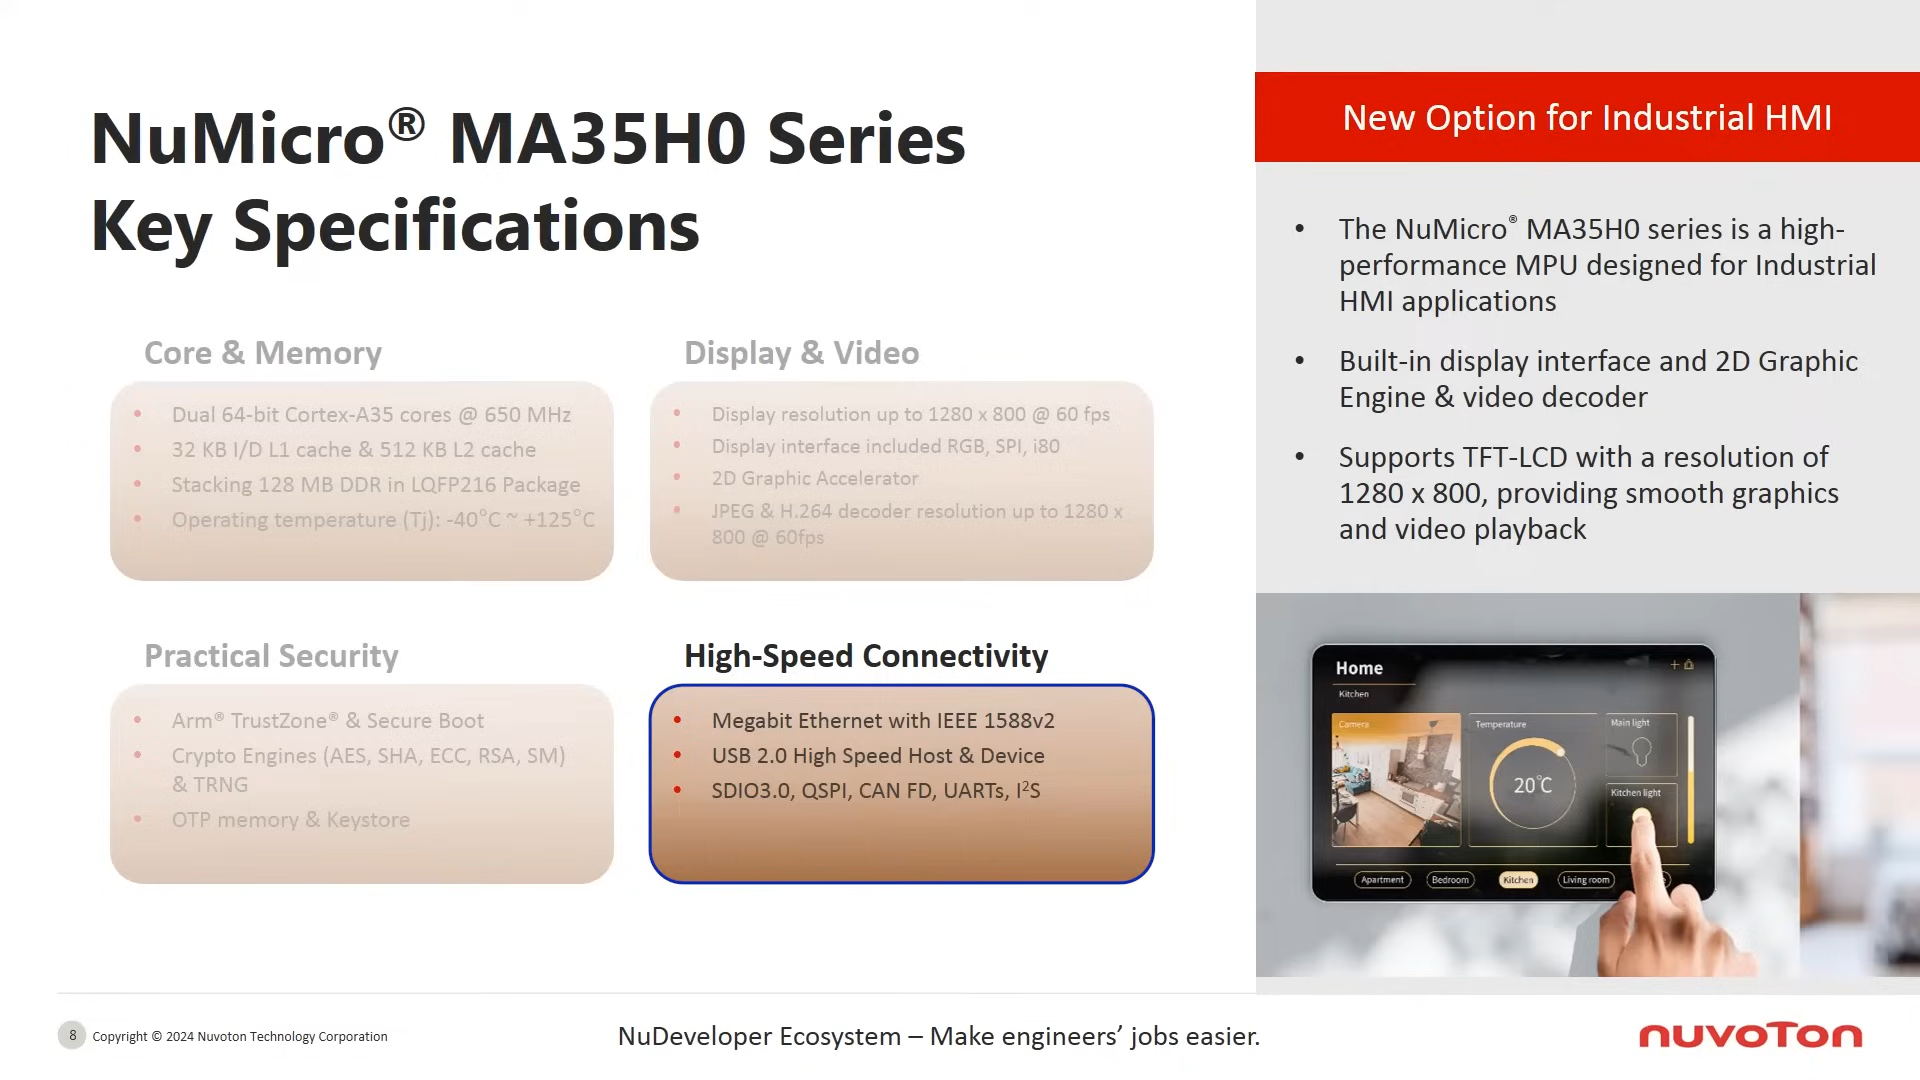 NuMicro® MA35H0 Series
Key Specifications
Core & Memory
• Dual 64-bit Cortex-A35 cores @ 650 MHz
• 32 KB I/D L1 cache & 512 KB L2 cache
• Stacking 128 MB DDR in LQFP216 Package
• Operating temperature (Tj): -40°C ~ +125°C
Display & Video
• Display resolution up to 1280 x 800 @ 60 fps
• Display interface included RGB, SPI, i80
• 2D Graphic Accelerator
• JPEG & H.264 decoder resolution up to 1280 x
800 @ 60fps
Practical Security
• Arm® TrustZone® & Secure Boot
• Crypto Engines (AES, SHA, ECC, RSA, SM)
& TRNG
• OTP memory & Keystore
High-Speed Connectivity
• Megabit Ethernet with IEEE 1588v2
• USB 2.0 High Speed Host & Device
• SDIO3.0, QSPI, CAN FD, UARTs, I²S
New Option for Industrial HMI
• The NuMicro® MA35H0 series is a high-
performance MPU designed for Industrial
HMI applications
• Built-in display interface and 2D Graphic
Engine & video decoder
• Supports TFT-LCD with a resolution of
1280 x 800, providing smooth graphics
and video playback
Home
Kitchen
Camera
Temperature
Main light
20°C
Kitchen light
Apartment
Bedroom
Kitchen
Living room
8
Copyright © 2024 Nuvoton Technology Corporation
NuDeveloper Ecosystem – Make engineers’ jobs easier.
nuvoTon